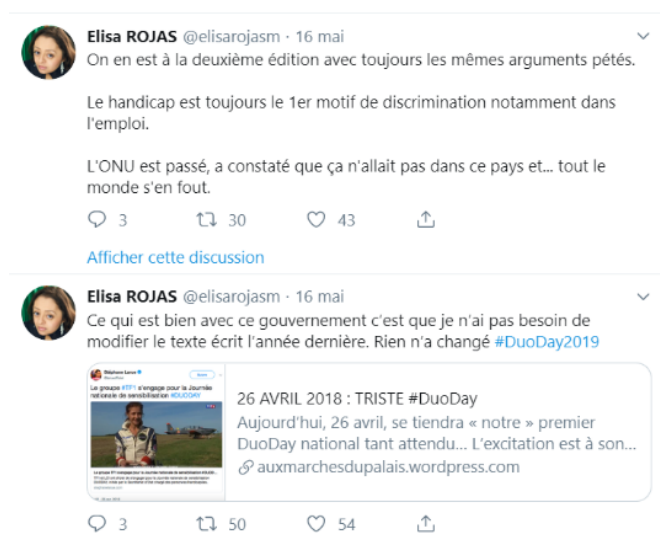 Elisa ROJAS @elisarojasm · 16 mai
On en est à la deuxième édition avec toujours les mêmes arguments pétés.
Le handicap est toujours le 1er motif de discrimination notamment dans
l'emploi.
L'ONU est passé, a constaté que ça n'allait pas dans ce pays et... tout le
monde s'en fout.
3 30 43
Afficher cette discussion
Elisa ROJAS @elisarojasm · 16 mai
Ce qui est bien avec ce gouvernement c'est que je n'ai pas besoin de
modifier le texte écrit l'année dernière. Rien n'a changé #DuoDay2019
Le groupe #TF1 s'engage pour la Journée
nationale de sensibilisation #DUODAY
26 AVRIL 2018 : TRISTE #DuoDay
Aujourd'hui, 26 avril, se tiendra « notre » premier
DuoDay national tant attendu... L'excitation est à son...
auxmarchesdupalais.wordpress.com
3 50 54